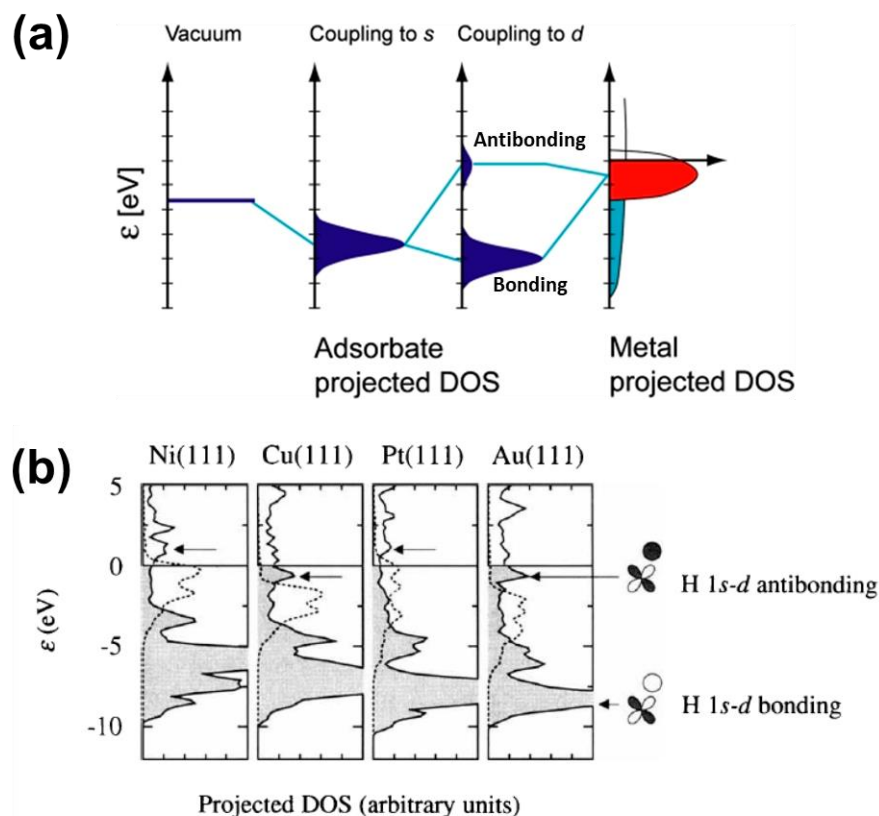 (a)
Vacuum Coupling to s Coupling to d
Antibonding
ε [eV]
Bonding
Adsorbate Metal
projected DOS projected DOS
(b)
Ni(111) Cu(111) Pt(111) Au(111)
5
0
H 1s-d antibonding
ε (eV)
-5
H 1s-d bonding
-10
Projected DOS (arbitrary units)